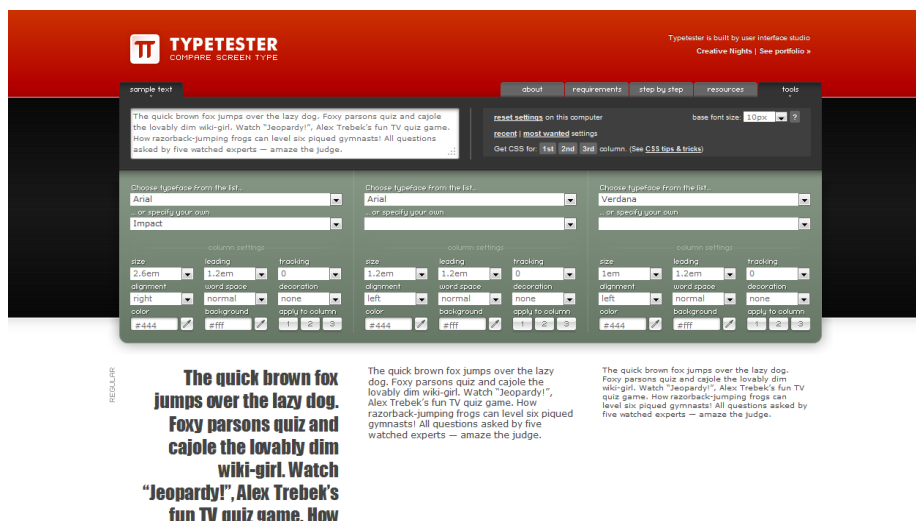 TYPETESTER
COMPARE SCREEN TYPE
Typetester is built by user interface studio
Creative Nights | See portfolio »
sample text
about
requirements
step by step
resources
tools
The quick brown fox jumps over the lazy dog. Foxy
parsons quiz and cajole
the lovably dim wiki-girl. Watch “Jeopardy!”, Alex Trebek’s fun TV quiz game.
How razorback-jumping frogs can level six piqued gymnasts! All questions
asked by five watched experts — amaze the judge.
reset settings on this computer
base font size: 10px ?
recent | most wanted settings
Get CSS for: 1st 2nd 3rd column. (See CSS tips & tricks)
Choose typeface from the list...
Arial
... or specify your own
Impact
column settings
size leading tracking
2.6em 1.2em 0
alignment word space decoration
right normal none
color background apply to column
#444 #fff 1 2 3
Choose typeface from the list...
Arial
... or specify your own
column settings
size leading tracking
1.2em 1.2em 0
alignment word space decoration
left normal none
color background apply to column
#444 #fff 1 2 3
Choose typeface from the list...
Verdana
... or specify your own
column settings
size leading tracking
1em 1.2em 0
alignment word space decoration
left normal none
color background apply to column
#444 #fff 1 2 3
REGULAR
The quick brown fox
jumps over the lazy dog.
Foxy parsons quiz and
cajole the lovably dim
wiki-girl. Watch
“Jeopardy!”, Alex Trebek’s
fun TV quiz game. How
The quick brown fox jumps over the lazy
dog. Foxy parsons quiz and cajole the
lovably dim wiki-girl. Watch “Jeopardy!”,
Alex Trebek’s fun TV quiz game. How
razorback-jumping frogs can level six piqued
gymnasts! All questions asked by five
watched experts — amaze the judge.
The quick brown fox jumps over the lazy dog.
Foxy parsons quiz and cajole the lovably dim
wiki-girl. Watch “Jeopardy!”, Alex Trebek’s fun TV
quiz game. How razorback-jumping frogs can
level six piqued gymnasts! All questions asked by
five watched experts — amaze the judge.